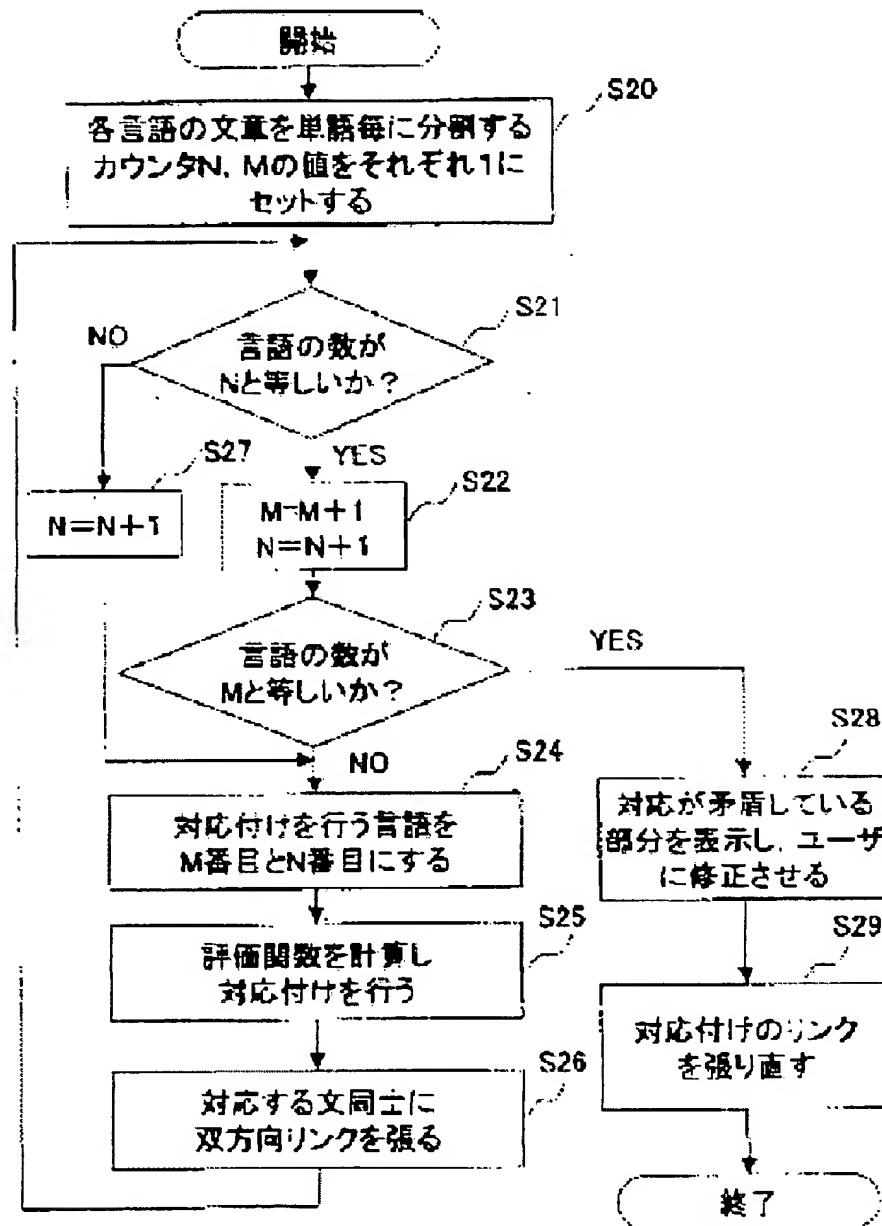 開始
S20
各言語の文章を単語毎に分割する
カウンタN, Mの値をそれぞれ1に
セットする
S21
言語の数が
Nと等しいか?
NO
YES
S27
N=N+1
S22
M=M+1
N=N+1
S23
言語の数が
Mと等しいか?
YES
NO
S24
対応付けを行う言語を
M番目とN番目にする
S25
評価関数を計算し
対応付けを行う
S26
対応する文同士に
双方向リンクを張る
S28
対応が矛盾している
部分を表示し, ユーザ
に修正させる
S29
対応付けのリンク
を張り直す
終了